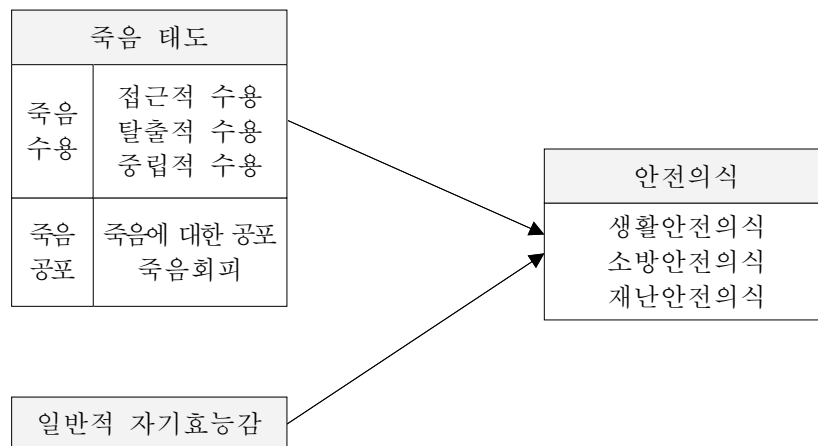 죽음 태도
죽음
수용
접근적 수용
탈출적 수용
중립적 수용
죽음
공포
죽음에 대한 공포
죽음회피
안전의식
생활안전의식
소방안전의식
재난안전의식
일반적 자기효능감